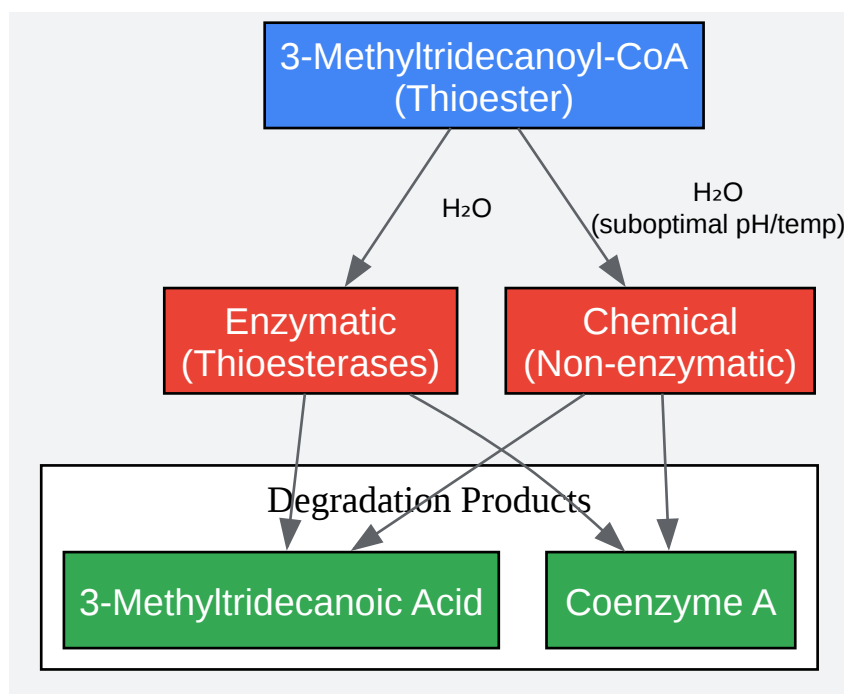 3-Methyltridecanoyl-CoA
(Thioester)
H₂O
H₂O
(suboptimal pH/temp)
Enzymatic
(Thioesterases)
Chemical
(Non-enzymatic)
Degradation Products
3-Methyltridecanoic Acid
Coenzyme A